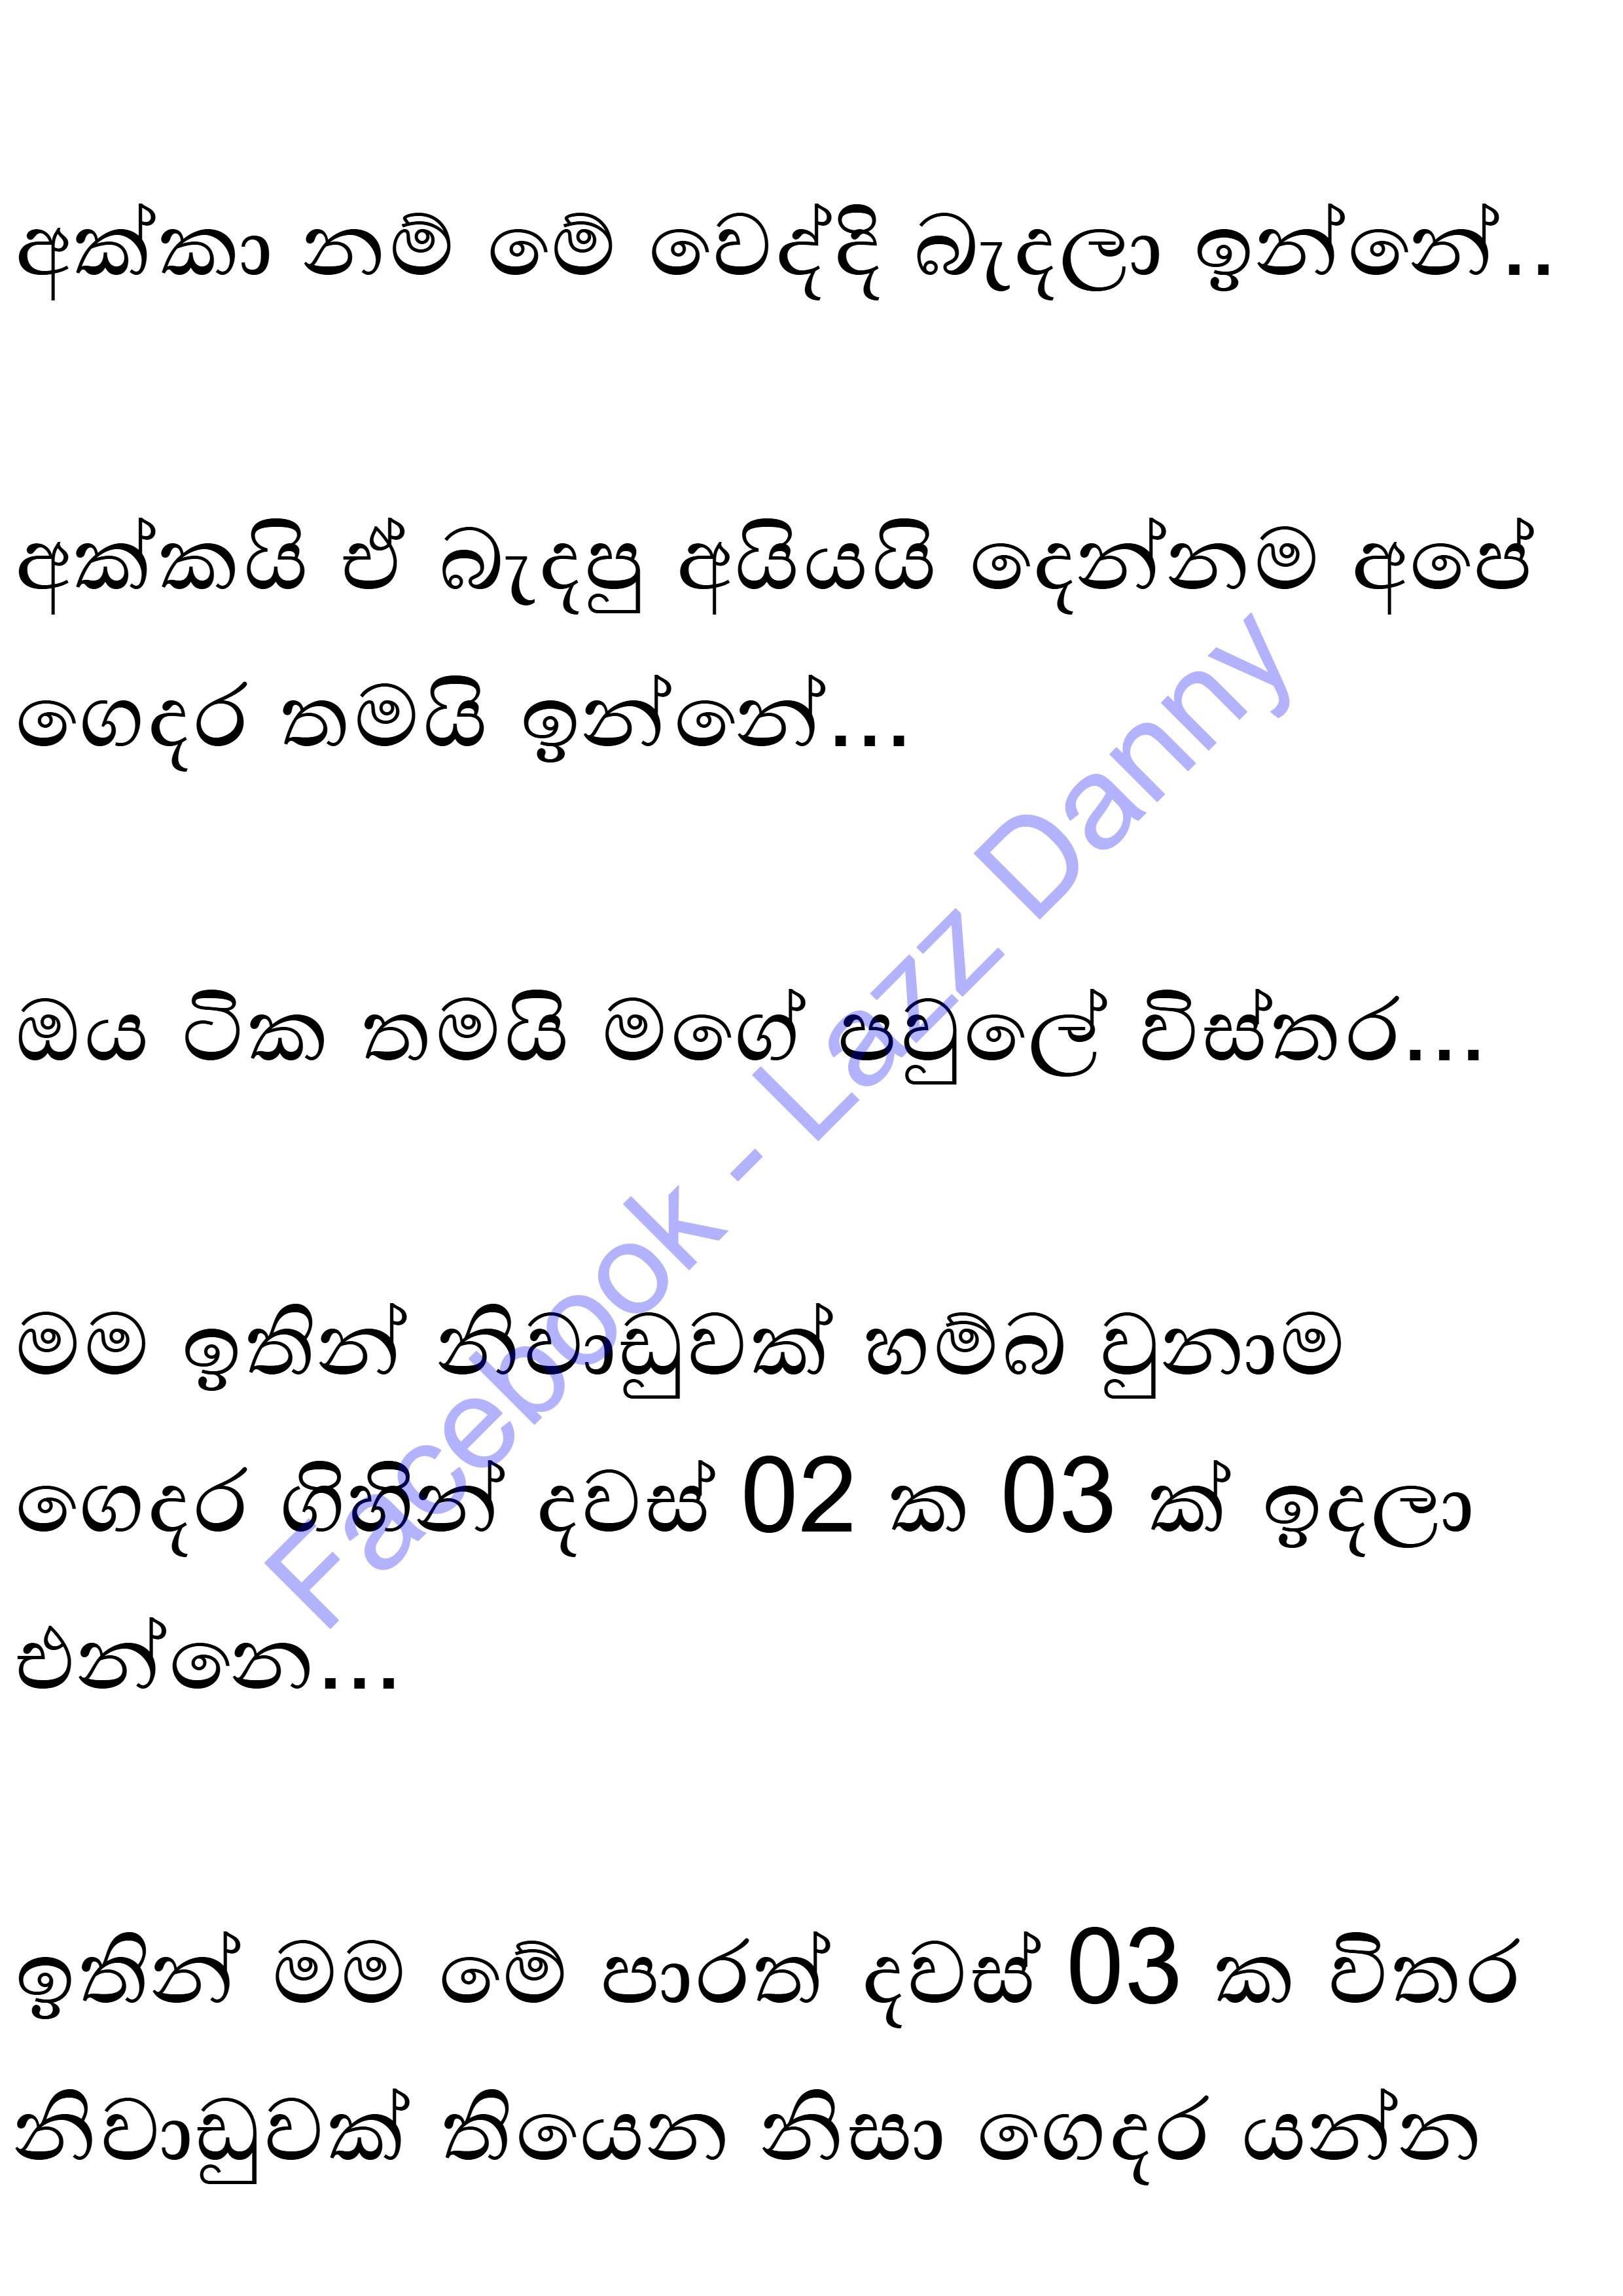 අක්කා නම් මේ වෙද්දි බැදලා ඉන්නේ..
අක්කයි ඒ බැදපු අයියයි දෙන්නම අපේ
ගෙදර තමයි ඉන්නේ...
ඔය ටික තමයි මගේ පවුලේ විස්තර...
මම ඉතින් නිවාඩුවක් හම්බ වුනාම
ගෙදර ගිහින් දවස් 02 ක 03 ක් ඉදලා
එන්නෙ...
ඉතින් මම මේ පාරත් දවස් 03 ක විතර
නිවාඩුවක් තියෙන නිසා ගෙදර යන්න
Facebook - Lazz Danny